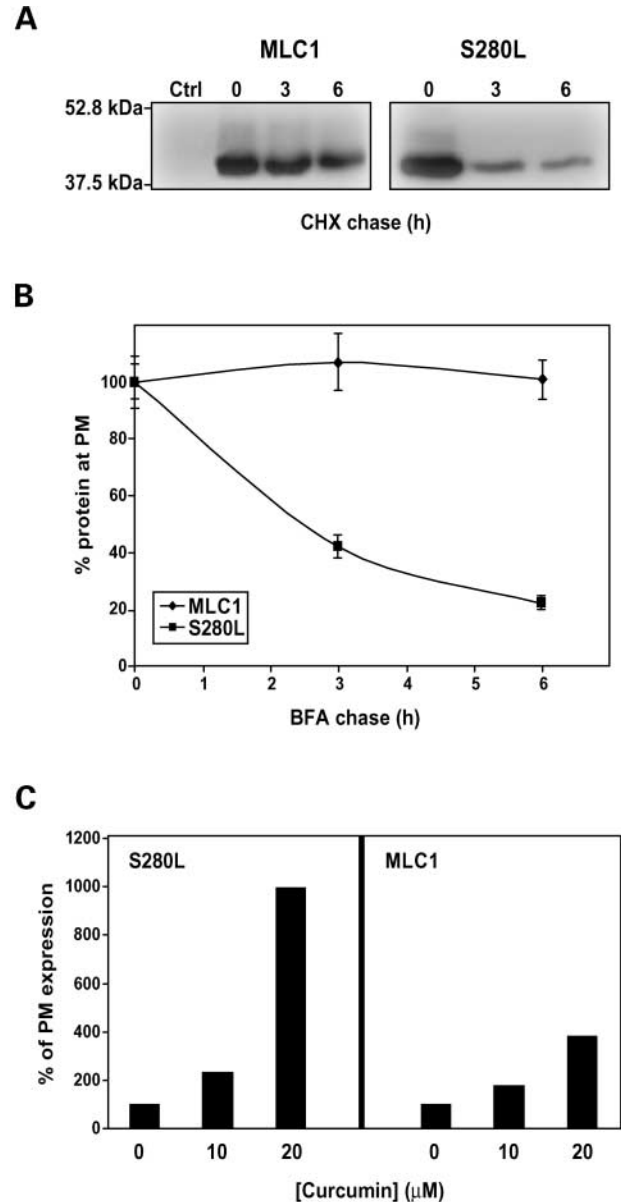 A
MLC1 S280L
Ctrl 0 3 6 0 3 6
52.8 kDa
37.5 kDa
CHX chase (h)
B
100
80
60
40
20
0
% protein at PM
MLC1
S280L
0 1 2 3 4 5 6
BFA chase (h)
C
1200
1000
800
600
400
200
0
% of PM expression
S280L MLC1
0 10 20 0 10 20
[Curcumin] (μM)